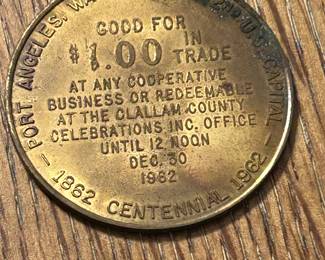 PORT ANGELES, WA 2ND U.S. CAPITAL
GOOD FOR
$1.00 IN TRADE
AT ANY COOPERATIVE
BUSINESS OR REDEEMABLE
AT THE CLALLAM COUNTY
CELEBRATIONS INC. OFFICE
UNTIL 12 NOON
DEC. 30
1962
1862 CENTENNIAL 1962